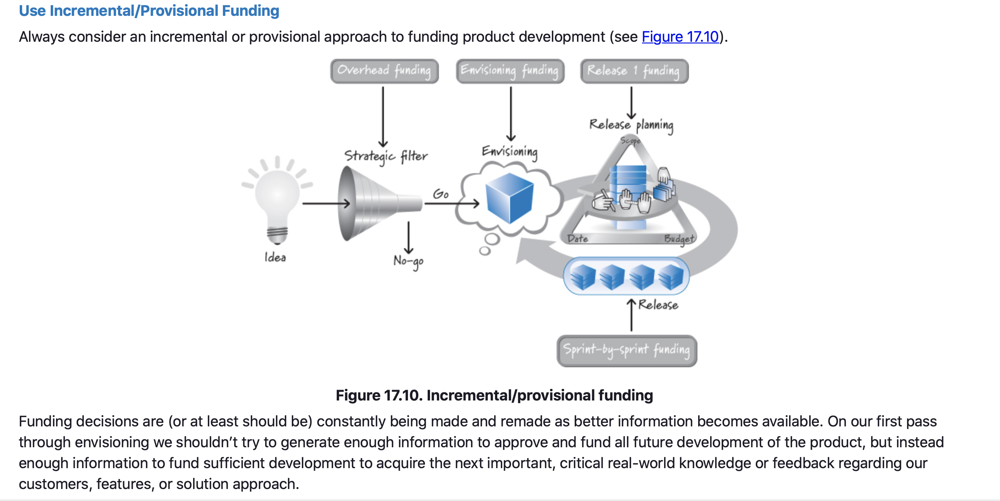 Use Incremental/Provisional Funding
Always consider an incremental or provisional approach to funding product development (see Figure 17.10).
Overhead funding
Envisioning funding
Release 1 funding
Release planning
Scope
Strategic filter
Envisioning
Go
Idea
No-go
Date
Budget
Release
Sprint-by-sprint funding
Figure 17.10. Incremental/provisional funding
Funding decisions are (or at least should be) constantly being made and remade as better information becomes available. On our first pass
through envisioning we shouldn’t try to generate enough information to approve and fund all future development of the product, but instead
enough information to fund sufficient development to acquire the next important, critical real-world knowledge or feedback regarding our
customers, features, or solution approach.